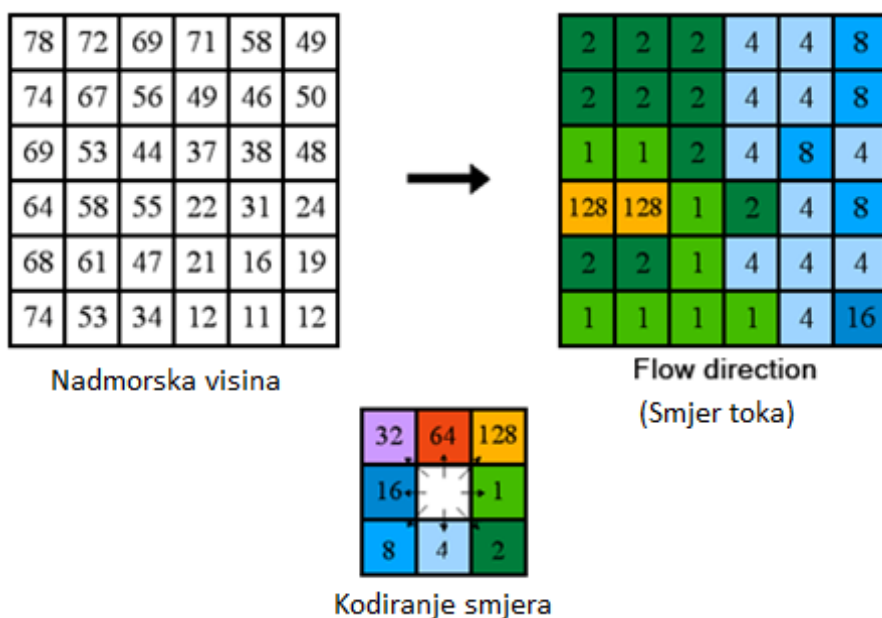 78 72 69 71 58 49
74 67 56 49 46 50
69 53 44 37 38 48
64 58 55 22 31 24
68 61 47 21 16 19
74 53 34 12 11 12
Nadmorska visina
2 2 2 4 4 8
2 2 2 4 4 8
1 1 2 4 8 4
128 128 1 2 4 8
2 2 1 4 4 4
1 1 1 1 4 16
Flow direction
(Smjer toka)
32 64 128
16 1
8 4 2
Kodiranje smjera